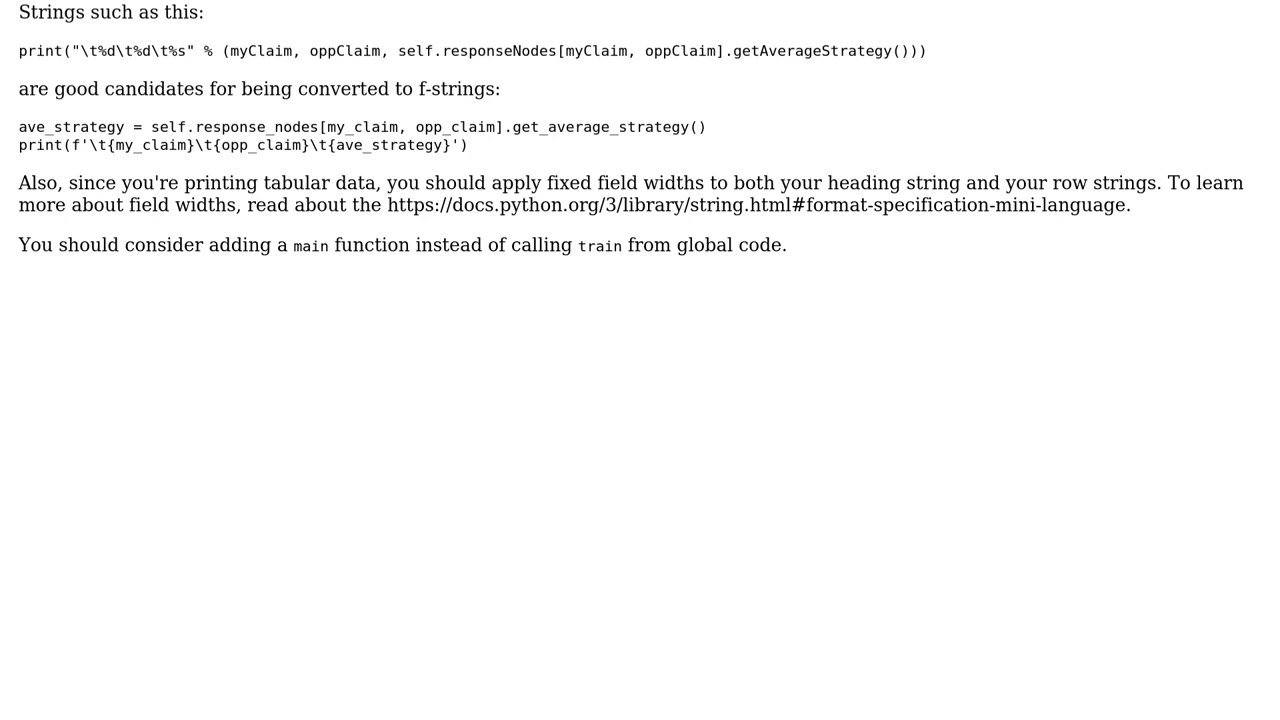 Strings such as this:
print("\t%d\t%d\t%s" % (myClaim, oppClaim, self.responseNodes[myClaim, oppClaim].getAverageStrategy()))
are good candidates for being converted to f-strings:
ave_strategy = self.response_nodes[my_claim, opp_claim].get_average_strategy()
print(f'\t{my_claim}\t{opp_claim}\t{ave_strategy}')
Also, since you're printing tabular data, you should apply fixed field widths to both your heading string and your row strings. To learn
more about field widths, read about the https://docs.python.org/3/library/string.html#format-specification-mini-language.
You should consider adding a main function instead of calling train from global code.